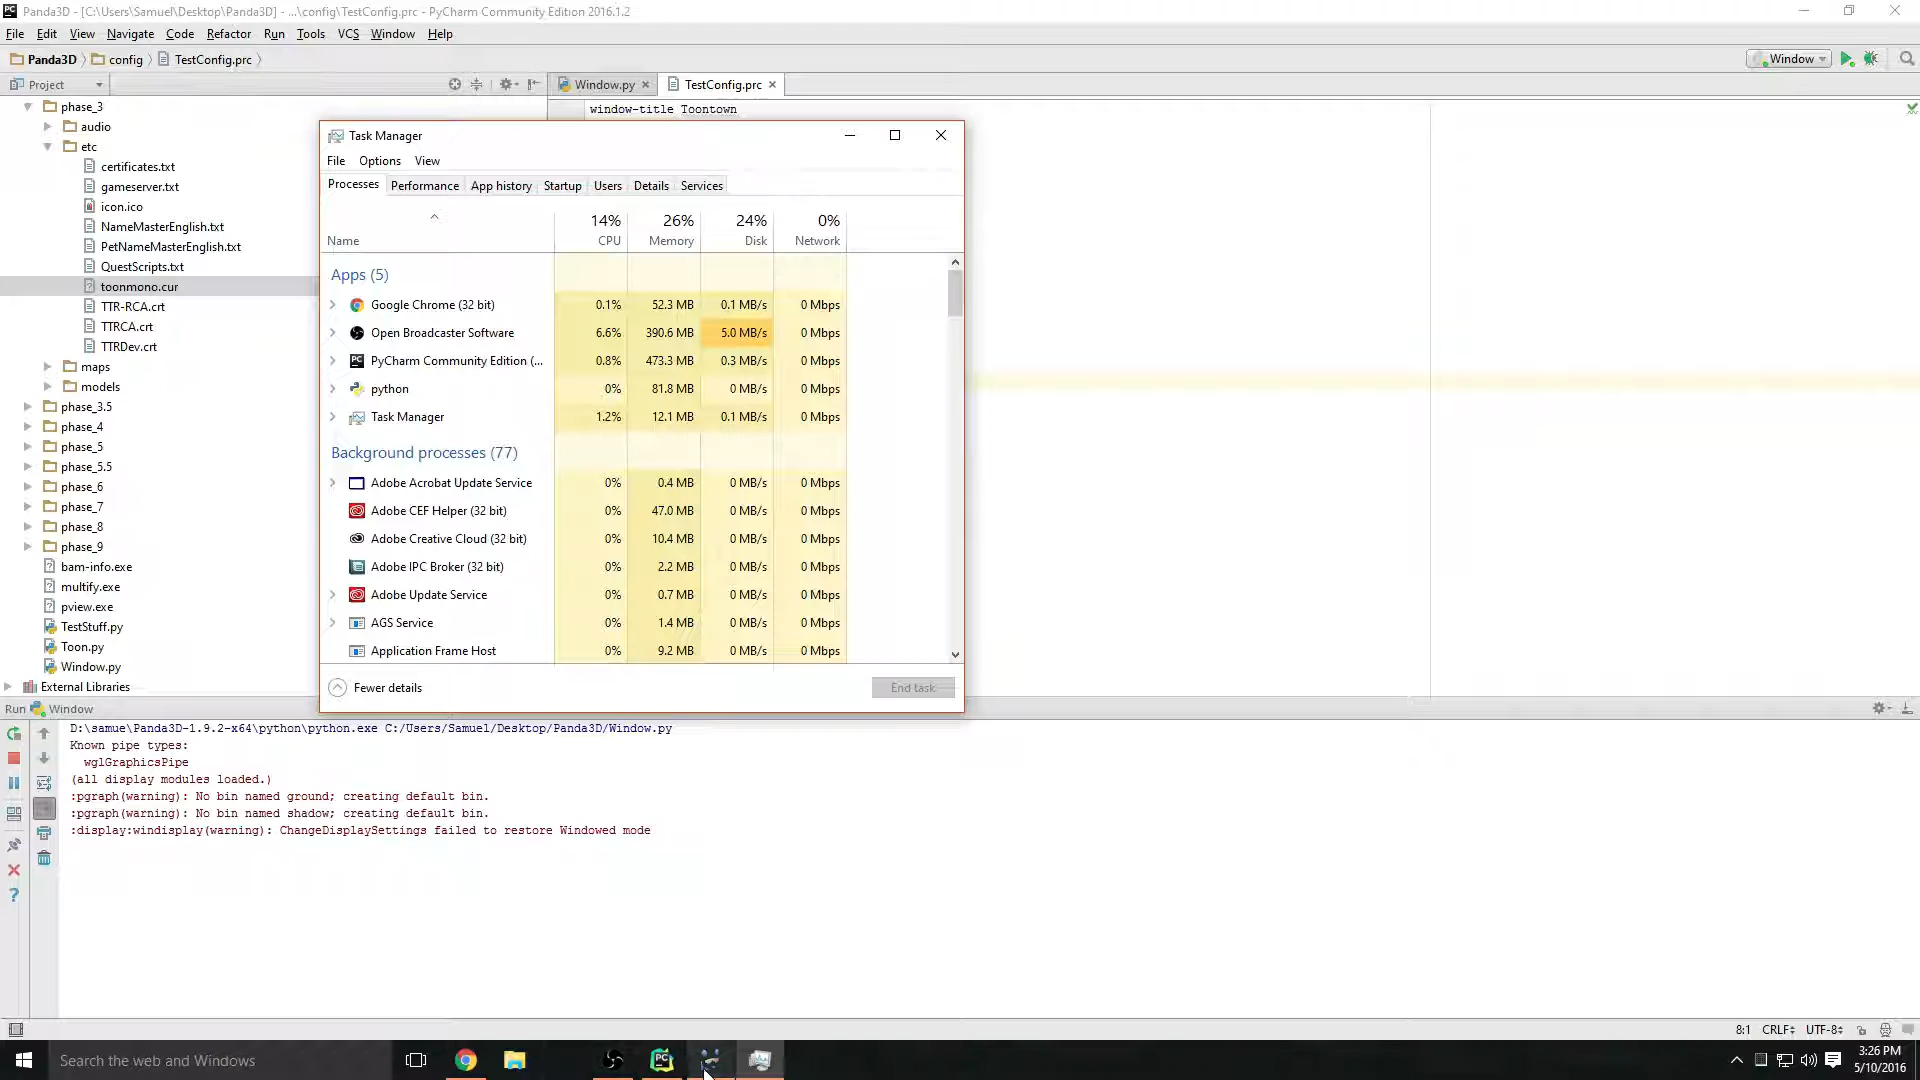 Panda3D - [C:\Users\Samuel\Desktop\Panda3D] - ...\config\TestConfig.prc - PyCharm Community Edition 2016.1.2
File Edit View Navigate Code Refactor Run Tools VCS Window Help
Panda3D config TestConfig.prc Window
Project
Window.py TestConfig.prc
window-title Toontown
phase_3
audio
etc
certificates.txt
gameserver.txt
icon.ico
NameMasterEnglish.txt
PetNameMasterEnglish.txt
QuestScripts.txt
toonmono.cur
TTR-RCA.crt
TTRCA.crt
TTRDev.crt
maps
models
phase_3.5
phase_4
phase_5
phase_5.5
phase_6
phase_7
phase_8
phase_9
bam-info.exe
multify.exe
pview.exe
TestStuff.py
Toon.py
Window.py
External Libraries
Task Manager
File Options View
Processes Performance App history Startup Users Details Services
14% 26% 24% 0%
Name CPU Memory Disk Network
Apps (5)
Google Chrome (32 bit) 0.1% 52.3 MB 0.1 MB/s 0 Mbps
Open Broadcaster Software 6.6% 390.6 MB 5.0 MB/s 0 Mbps
PyCharm Community Edition (... 0.8% 473.3 MB 0.3 MB/s 0 Mbps
python 0% 81.8 MB 0 MB/s 0 Mbps
Task Manager 1.2% 12.1 MB 0.1 MB/s 0 Mbps
Background processes (77)
Adobe Acrobat Update Service 0% 0.4 MB 0 MB/s 0 Mbps
Adobe CEF Helper (32 bit) 0% 47.0 MB 0 MB/s 0 Mbps
Adobe Creative Cloud (32 bit) 0% 10.4 MB 0 MB/s 0 Mbps
Adobe IPC Broker (32 bit) 0% 2.2 MB 0 MB/s 0 Mbps
Adobe Update Service 0% 0.7 MB 0 MB/s 0 Mbps
AGS Service 0% 1.4 MB 0 MB/s 0 Mbps
Application Frame Host 0% 9.2 MB 0 MB/s 0 Mbps
Fewer details End task
Run Window
D:\samue\Panda3D-1.9.2-x64\python\python.exe C:/Users/Samuel/Desktop/Panda3D/Window.py
Known pipe types:
wglGraphicsPipe
(all display modules loaded.)
:pgraph(warning): No bin named ground; creating default bin.
:pgraph(warning): No bin named shadow; creating default bin.
:display:windisplay(warning): ChangeDisplaySettings failed to restore Windowed mode
8:1 CRLF UTF-8
Search the web and Windows
3:26 PM
5/10/2016